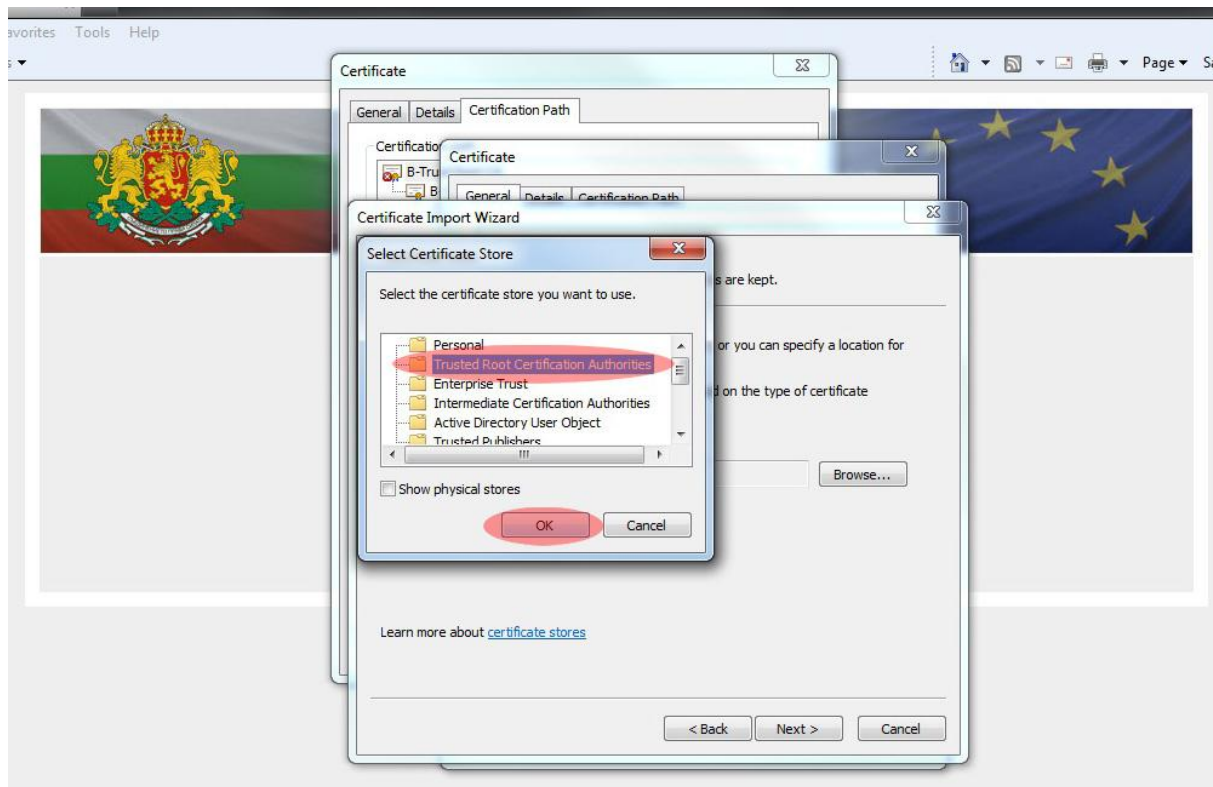 Tools Help
Page
Certificate
General Details Certification Path
Certificate
B-Tru
B
General Details Certification Path
Certificate Import Wizard
Select Certificate Store
s are kept.
Select the certificate store you want to use.
Personal
or you can specify a location for
Trusted Root Certification Authorities
Enterprise Trust
on the type of certificate
Intermediate Certification Authorities
Active Directory User Object
Trusted Publishers
Browse...
Show physical stores
OK Cancel
Learn more about certificate stores
< Back Next > Cancel